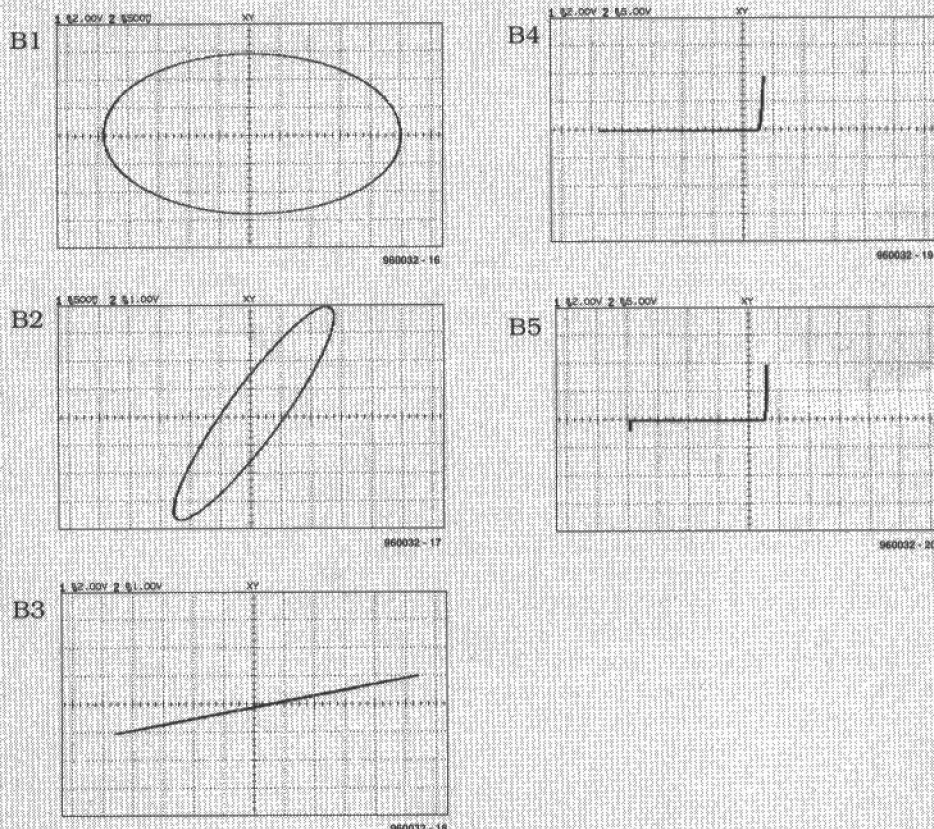 1 2.00V 2 500
XY
B1
960032 - 16
1 500 2 1.00V
XY
B2
960032 - 17
1 2.00V 2 1.00V
XY
B3
960032 - 18
1 2.00V 2 5.00V
XY
B4
960032 - 19
1 2.00V 2 5.00V
XY
B5
960032 - 20